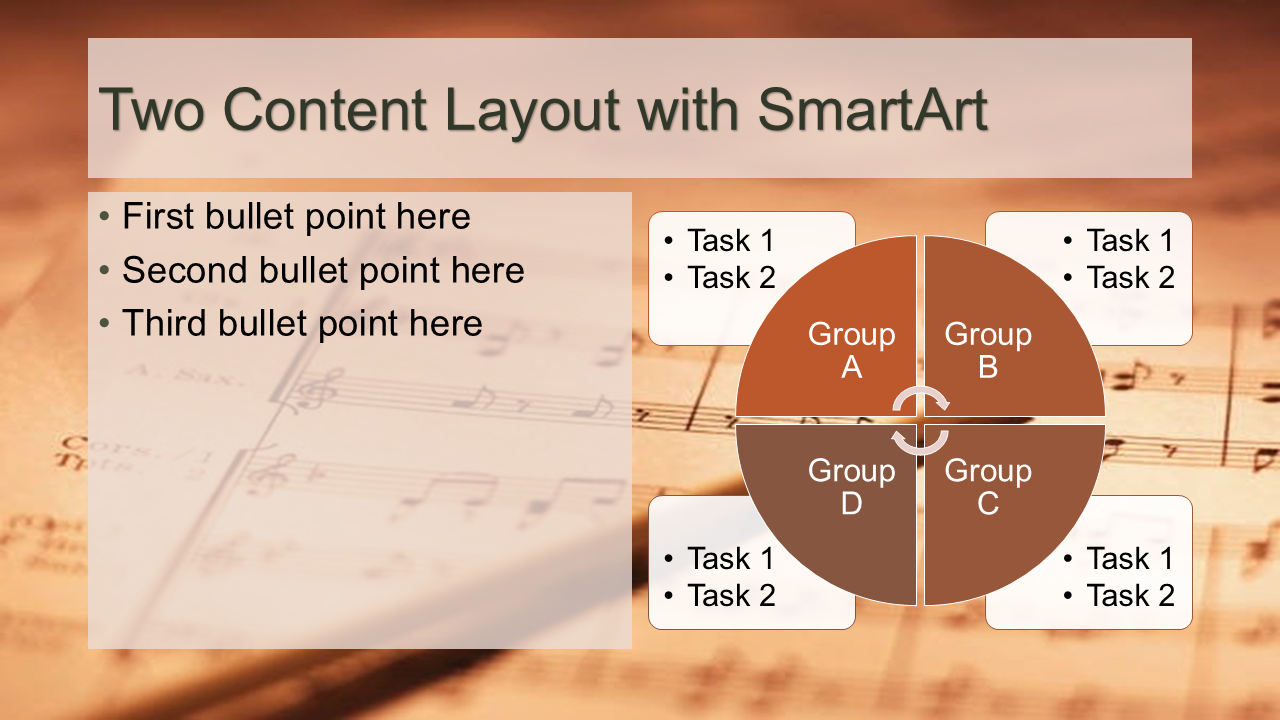 Two Content Layout with SmartArt
• First bullet point here
• Second bullet point here
• Third bullet point here
• Task 1
• Task 2
• Task 1
• Task 2
Group
A
Group
B
Group
D
Group
C
• Task 1
• Task 2
• Task 1
• Task 2
A. Sax.
Cors.
Tpts.